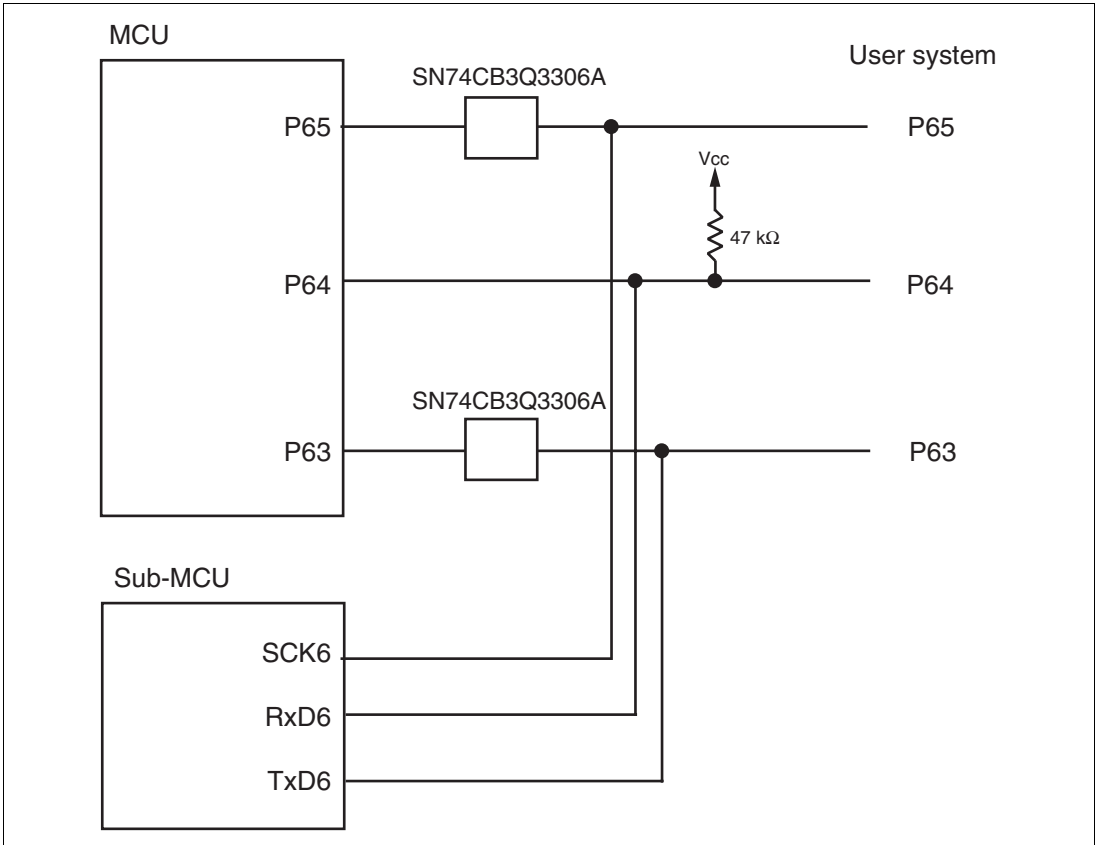 MCU
User system
SN74CB3Q3306A
P65
P65
Vcc
47 kΩ
P64
P64
SN74CB3Q3306A
P63
P63
Sub-MCU
SCK6
RxD6
TxD6